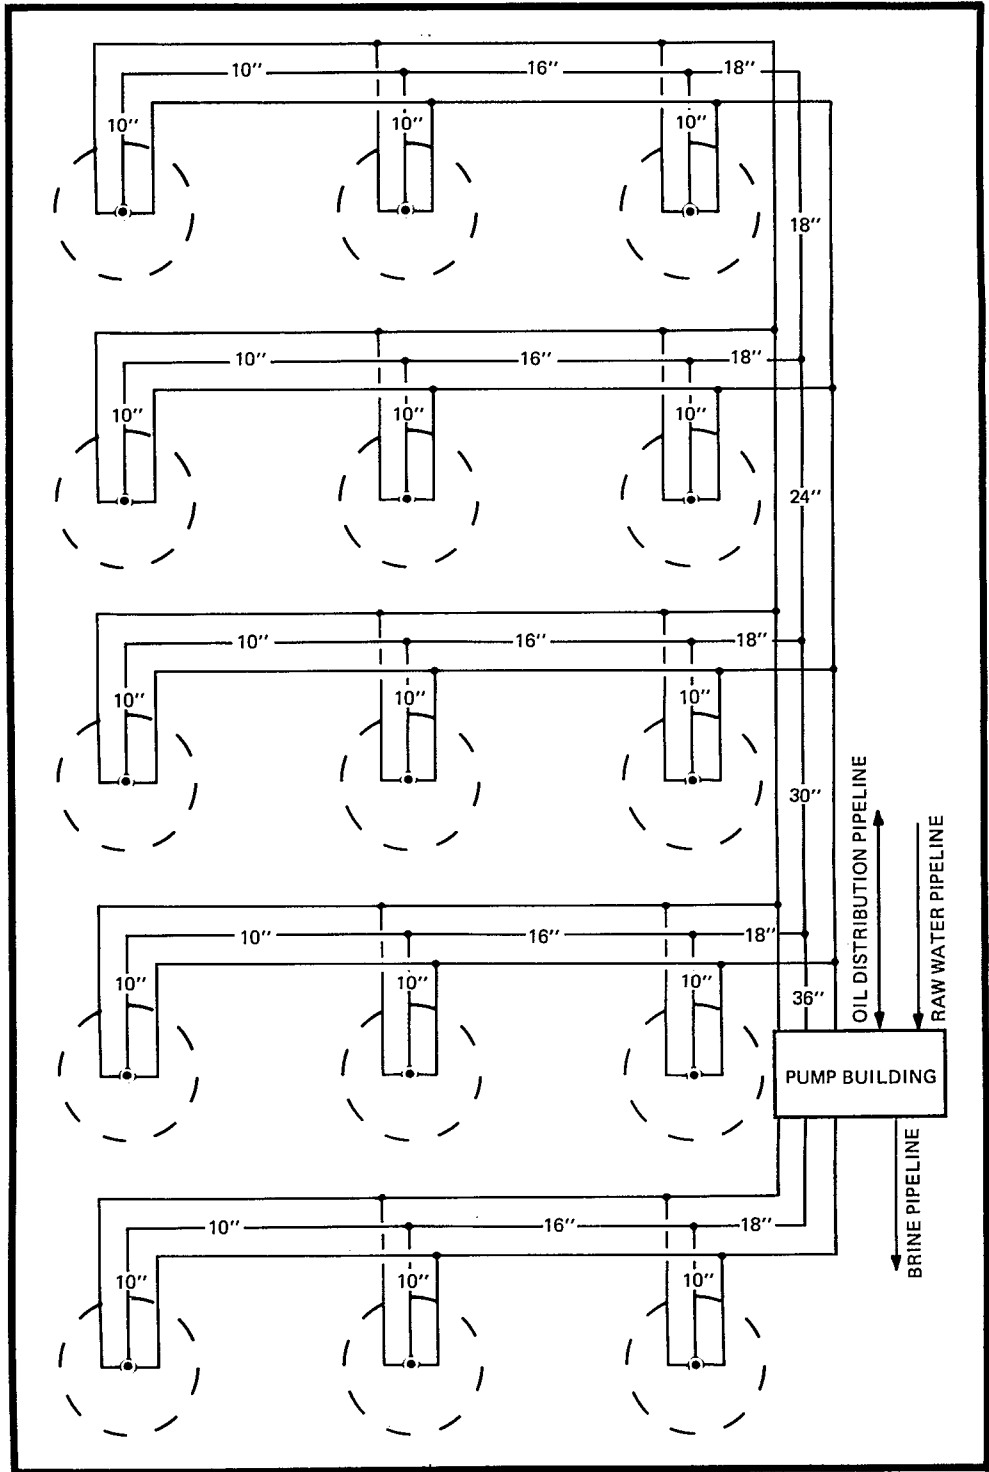 10″ 16″ 18″
10″ 10″ 10″
18″
10″ 16″ 18″
10″ 10″ 10″
24″
10″ 16″ 18″
10″ 10″ 10″
30″
OIL DISTRIBUTION PIPELINE
RAW WATER PIPELINE
10″ 16″ 18″
10″ 10″ 10″
36″
PUMP BUILDING
BRINE PIPELINE
10″ 16″ 18″
10″ 10″ 10″